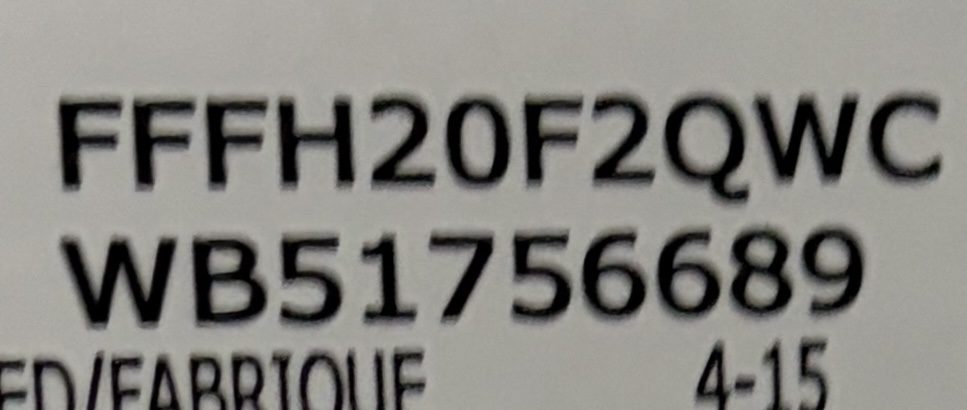 FFFH20F2QWC
WB51756689
ED/FABRIQUE 4-15